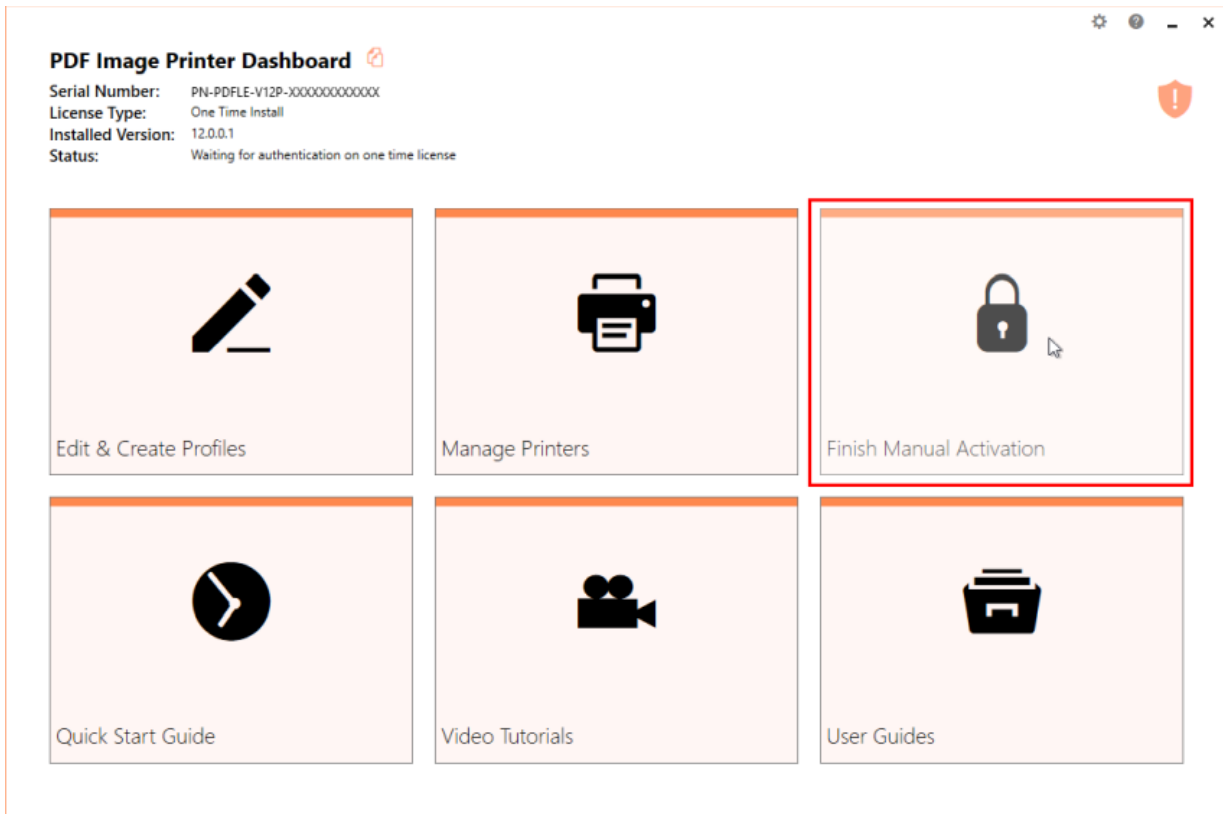 PDF Image Printer Dashboard
Serial Number: PN-PDFLE-V12P-XXXXXXXXXXXX
License Type: One Time Install
Installed Version: 12.0.0.1
Status: Waiting for authentication on one time license
Edit & Create Profiles
Manage Printers
Finish Manual Activation
Quick Start Guide
Video Tutorials
User Guides